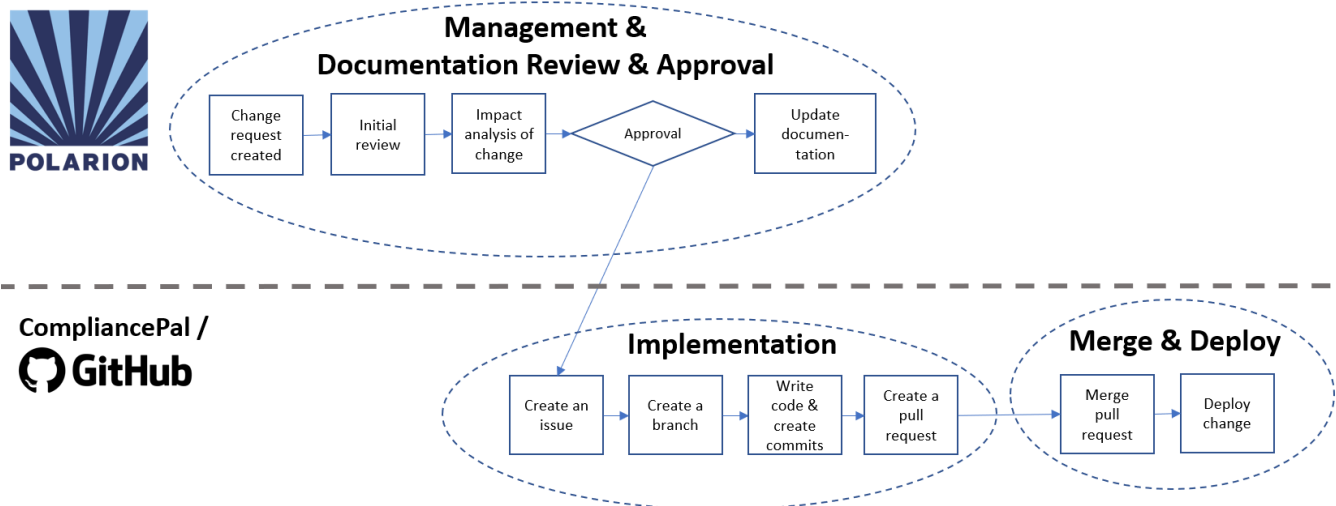 Management &
Documentation Review & Approval
POLARION
Change
request
created
Initial
review
Impact
analysis of
change
Approval
Update
documen-
tation
CompliancePal /
GitHub
Implementation
Create an
issue
Create a
branch
Write
code &
create
commits
Create a
pull
request
Merge & Deploy
Merge
pull
request
Deploy
change